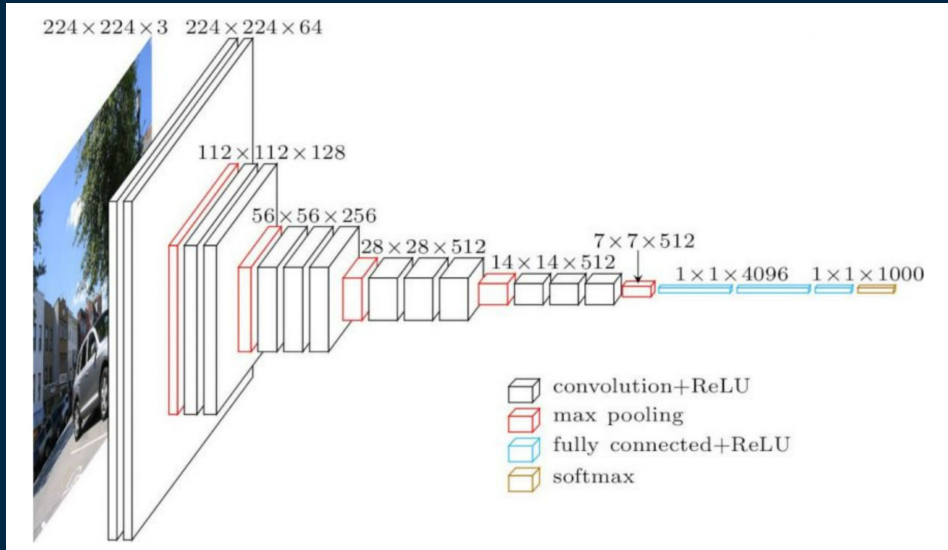 224×224×3
224×224×64
112×112×128
56×56×256
28×28×512
14×14×512
7×7×512
1×1×4096
1×1×1000
convolution+ReLU
max pooling
fully connected+ReLU
softmax